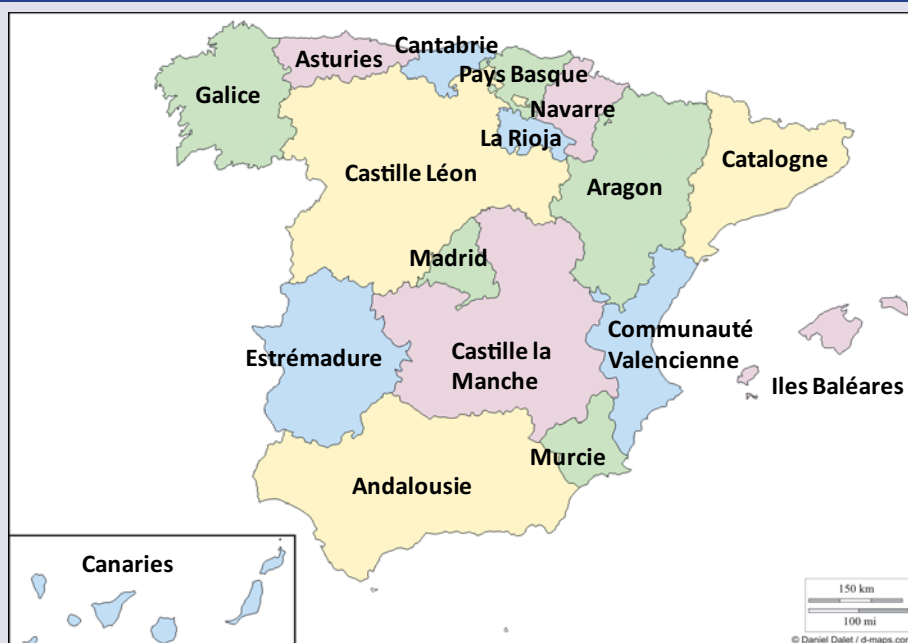 Cantabrie
Asturies
Pays Basque
Galice
Navarre
La Rioja
Catalogne
Castille Léon
Aragon
Madrid
Communauté
Valencienne
Estrémadure
Castille la
Manche
Iles Baléares
Murcie
Andalousie
Canaries
150 km
100 mi
© Daniel Dalet / d-maps.com